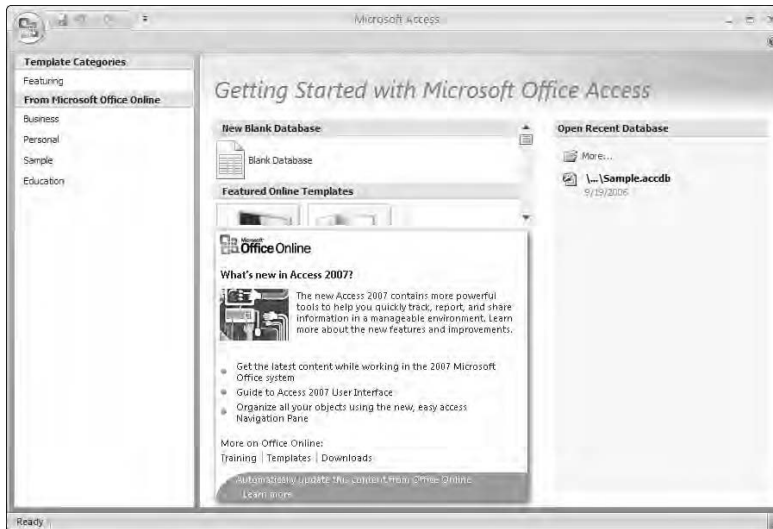 Microsoft Access
Template Categories
Featuring
From Microsoft Office Online
Business
Personal
Sample
Education
Getting Started with Microsoft Office Access
New Blank Database
Blank Database
Featured Online Templates
Microsoft
Office Online
What's new in Access 2007?
The new Access 2007 contains more powerful
tools to help you quickly track, report, and share
information in a manageable environment. Learn
more about the new features and improvements.
Get the latest content while working in the 2007 Microsoft
Office system
Guide to Access 2007 User Interface
Organize all your objects using the new, easy access
Navigation Pane
More on Office Online:
Training | Templates | Downloads
Automatically update this content from Office Online
Learn more
Open Recent Database
More...
\...\Sample.accdb
9/19/2006
Ready